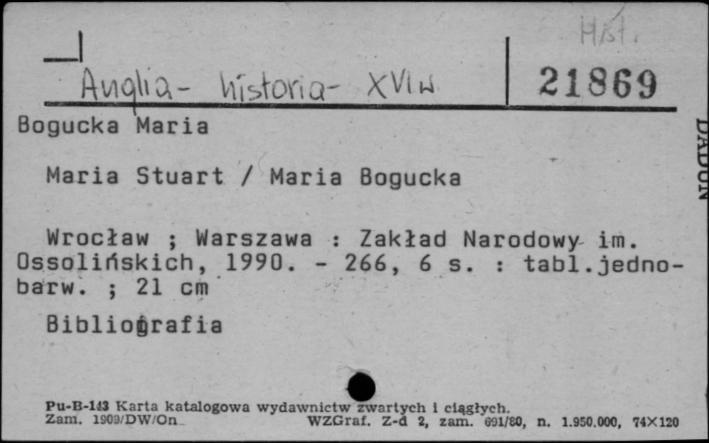 Hist.
Anglia - historia - XVI w
21869
Bogucka Maria
Maria Stuart / Maria Bogucka
Wrocław ; Warszawa : Zakład Narodowy im.
Ossolińskich, 1990. - 266, 6 s. : tabl.jedno-
barw. ; 21 cm
Bibliografia
Pu-B-143 Karta katalogowa wydawnictw zwartych i ciągłych.
Zam. 1909/DW/On WZGraf. Z-d 2, zam. 691/80, n. 1.950.000, 74×120